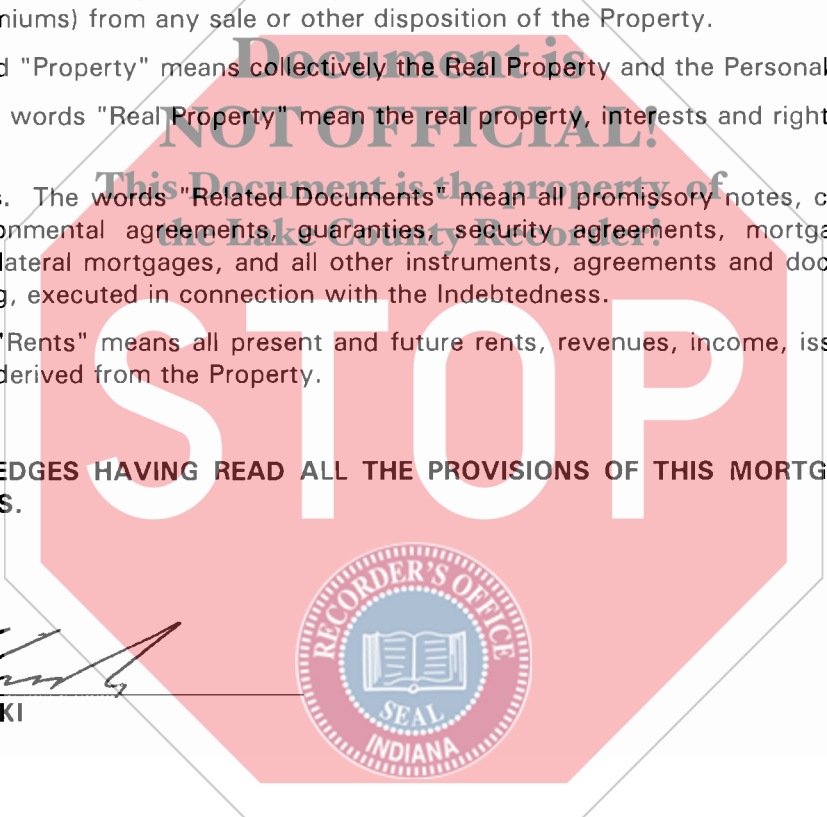 niums) from any sale or other disposition of the Property.
Document is
d "Property" means collectively the Real Property and the Personal
words "Real Property" mean the real property, interests and right
NOT OFFICIAL!
This Document is the property of
s. The words "Related Documents" mean all promissory notes, c
onmental agreements, guaranties, security agreements, mortga
the Lake County Recorder!
lateral mortgages, and all other instruments, agreements and doc
g, executed in connection with the Indebtedness.
"Rents" means all present and future rents, revenues, income, iss
derived from the Property.
STOP
EDGES HAVING READ ALL THE PROVISIONS OF THIS MORTG
S.
RECORDER'S OFFICE
SEAL
INDIANA
KI